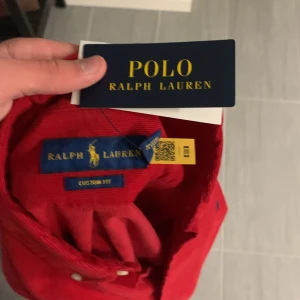 POLO
RALPH LAUREN
RALPH LAUREN
CUSTOM FIT